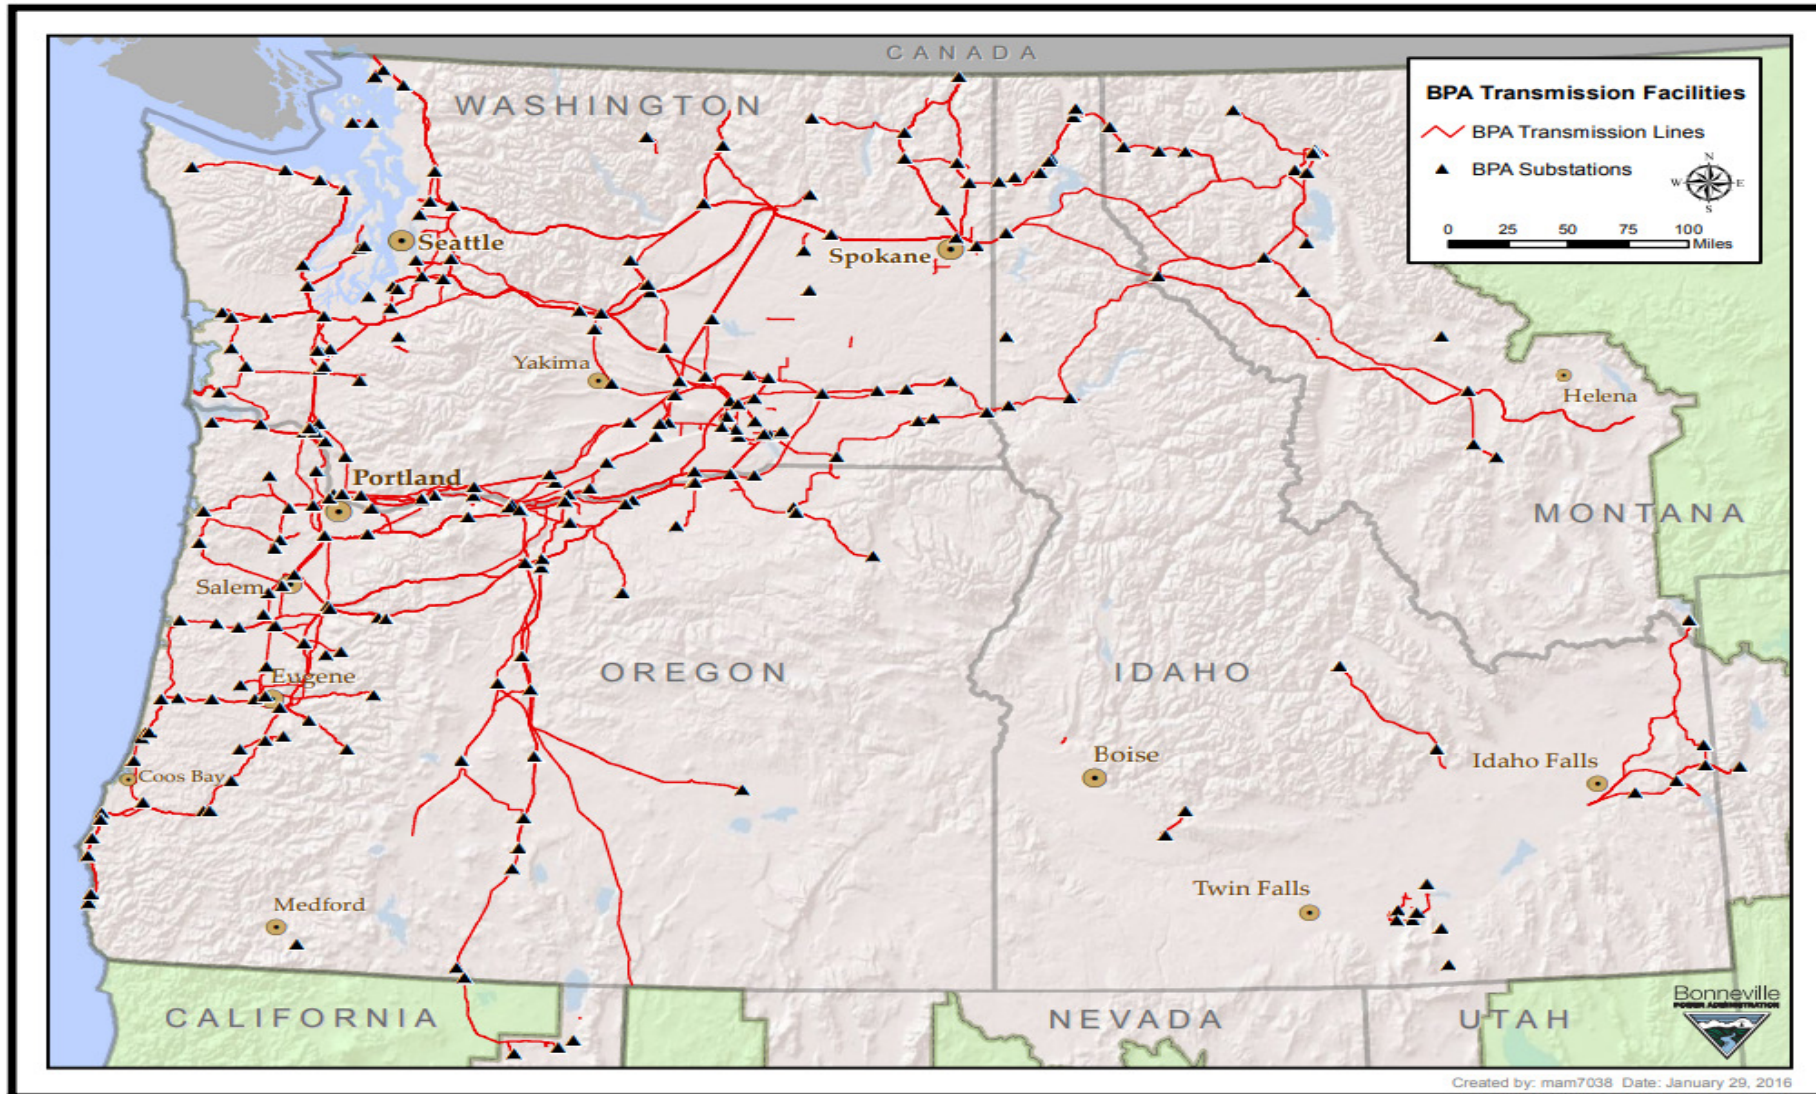 CANADA
WASHINGTON
BPA Transmission Facilities
BPA Transmission Lines
BPA Substations
N
W
E
S
0 25 50 75 100
Miles
Seattle
Spokane
Yakima
Helena
Portland
MONTANA
Salem
OREGON
IDAHO
Eugene
Boise
Idaho Falls
Coos Bay
Twin Falls
Medford
Bonneville
POWER ADMINISTRATION
CALIFORNIA
NEVADA
UTAH
Created by: mam7038 Date: January 29, 2016